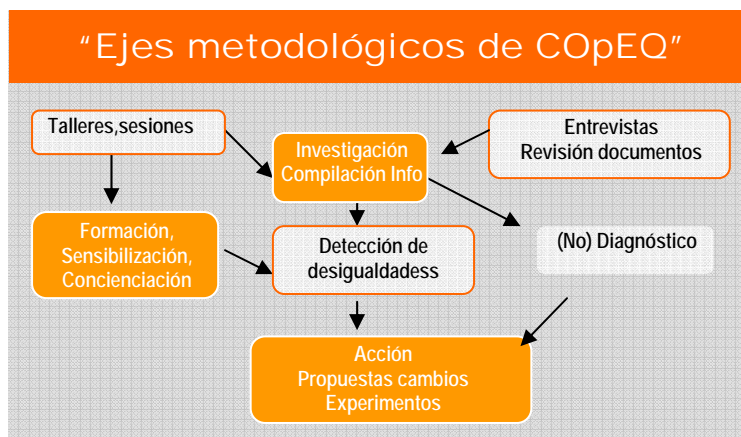 "Ejes metodológicos de COpEQ"
Talleres,sesiones
Entrevistas
Revisión documentos
Investigación
Compilación Info
Formación,
Sensibilización,
Concienciación
Detección de
desigualdadess
(No) Diagnóstico
Acción
Propuestas cambios
Experimentos